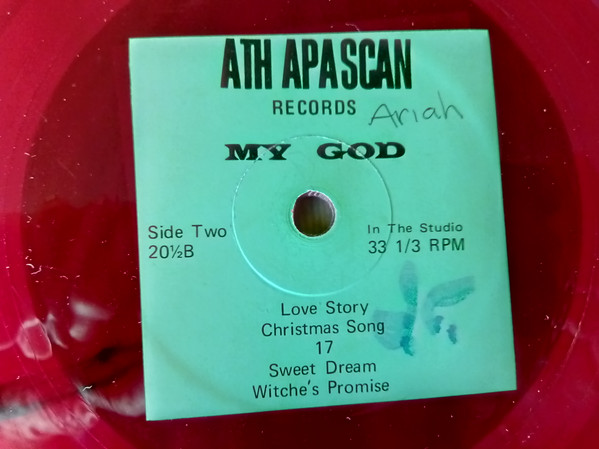 ATH APASCAN
RECORDS
Ariah
MY GOD
Side Two
20½B
In The Studio
33 1/3 RPM
Love Story
Christmas Song
17
Sweet Dream
Witche's Promise